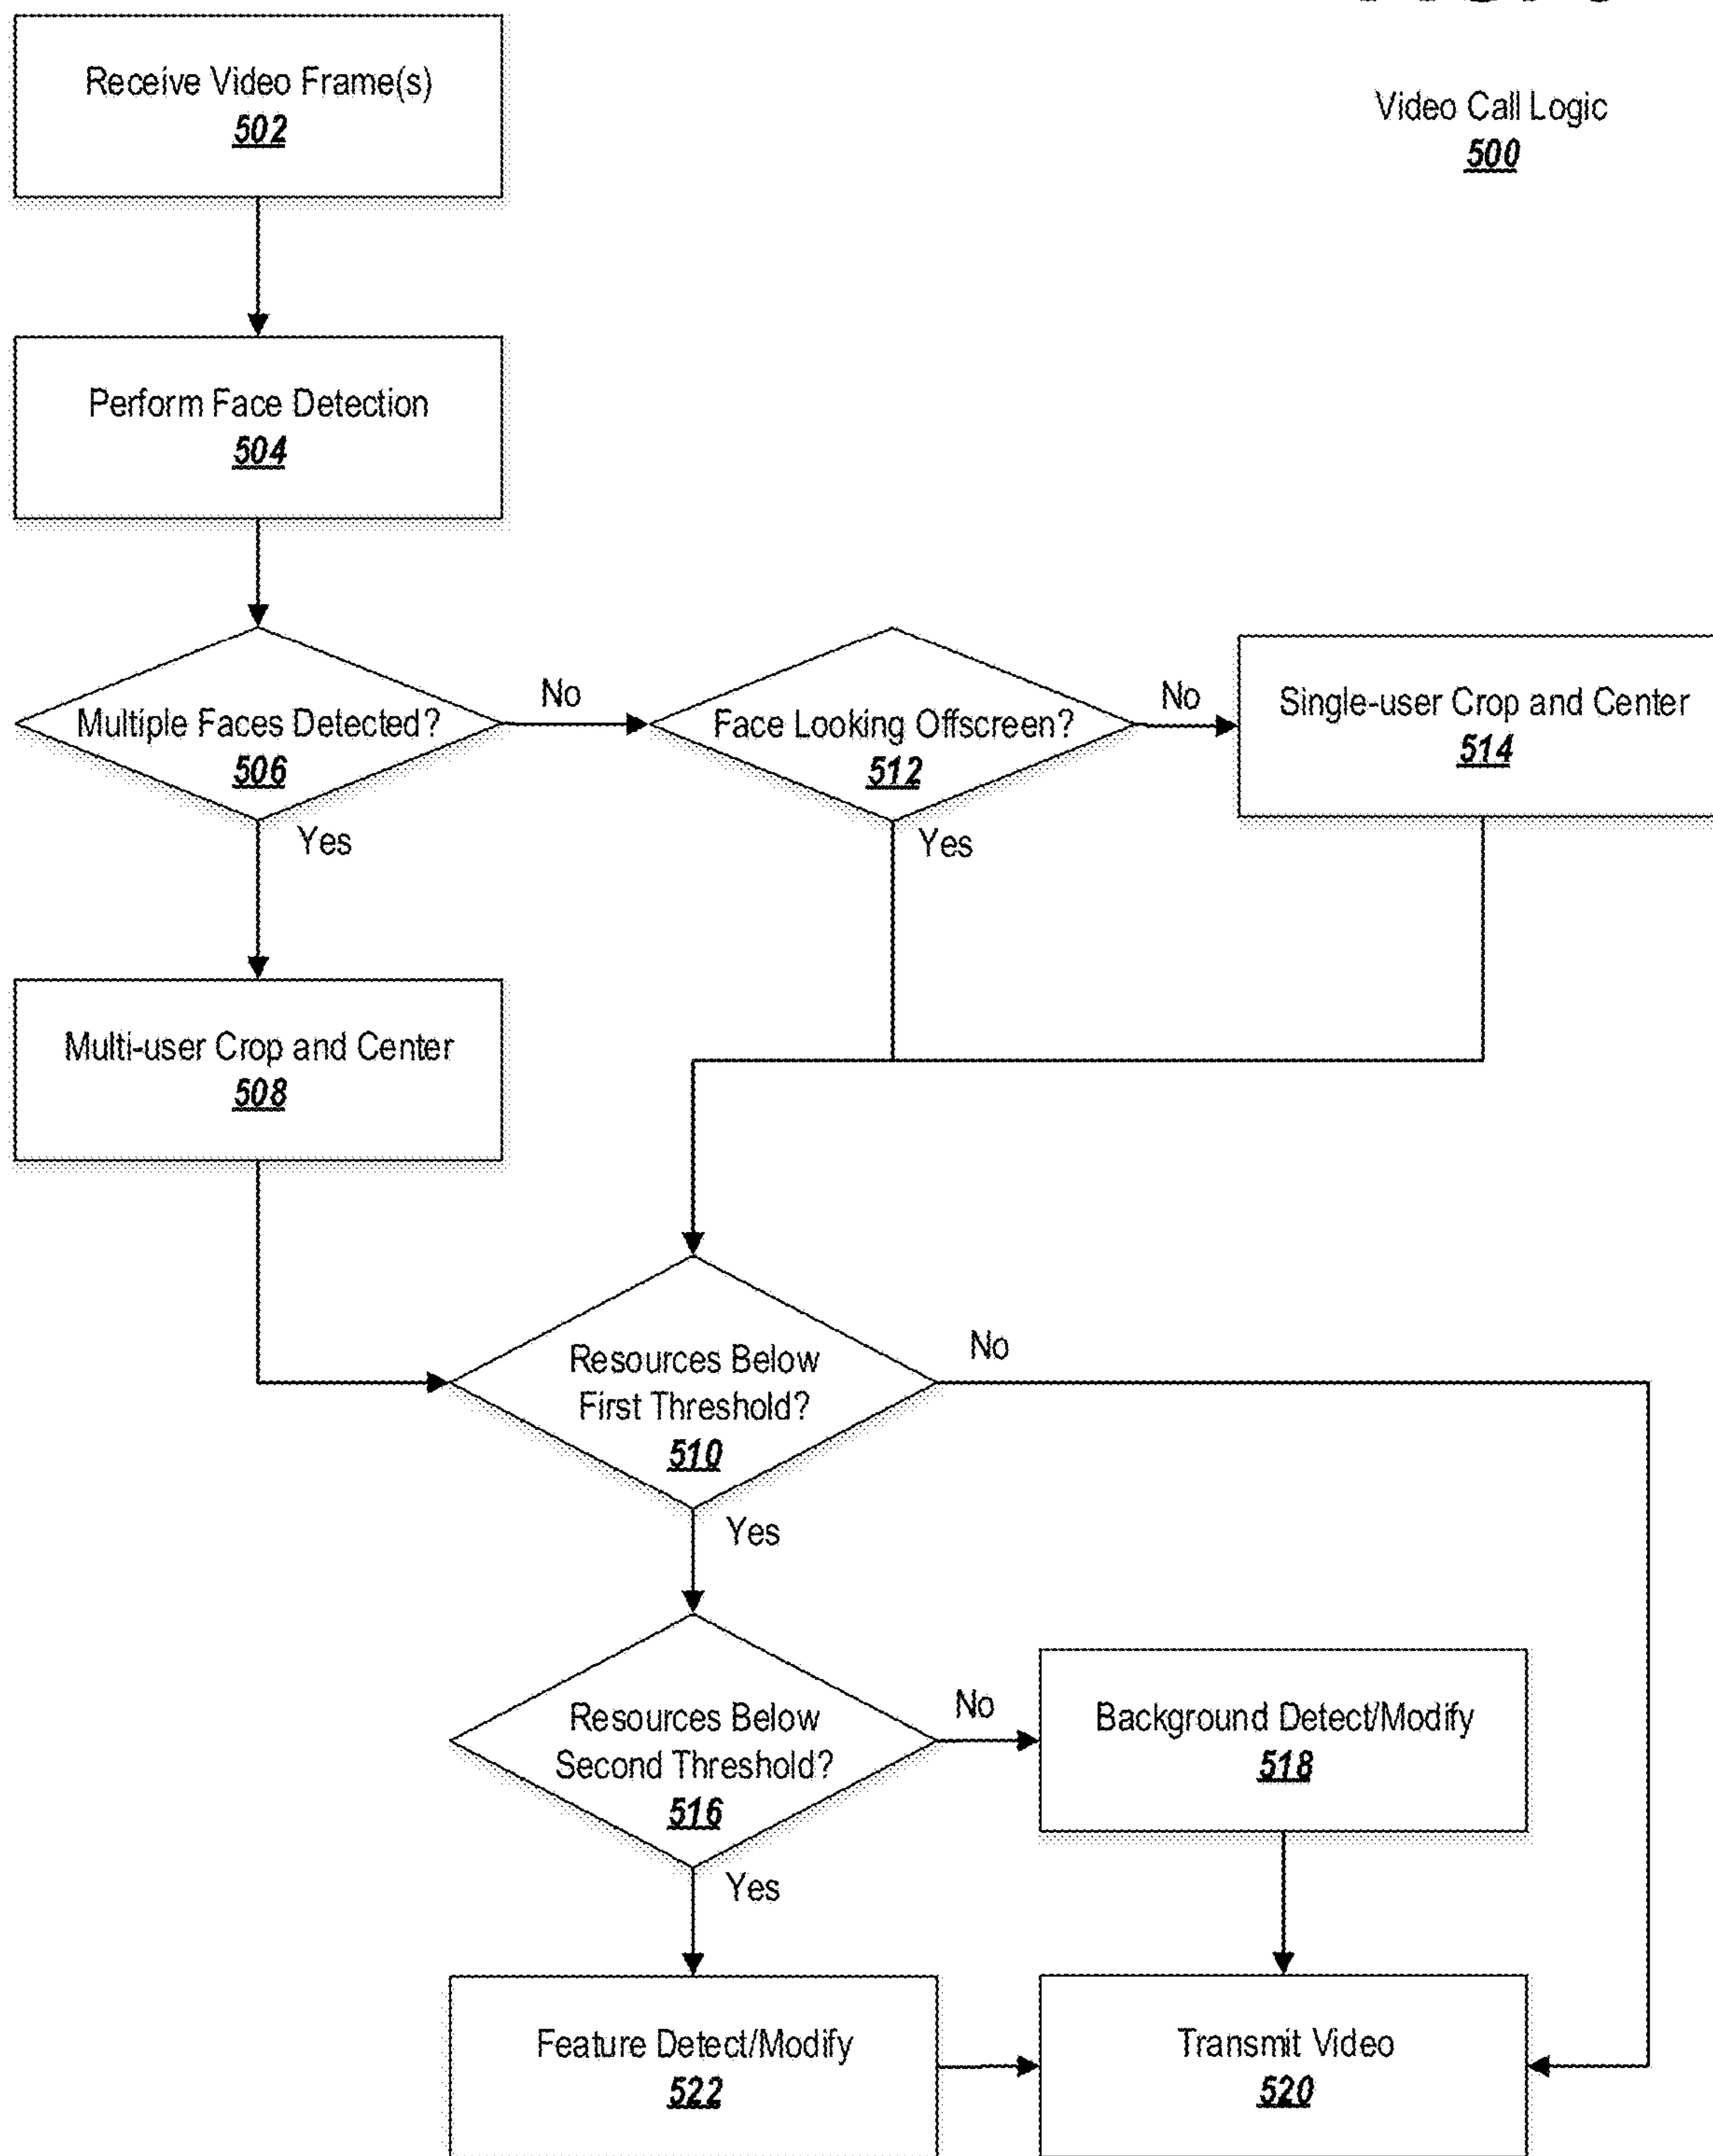 Receive Video Frame(s)
502
Video Call Logic
500
Perform Face Detection
504
Multiple Faces Detected?
506
No
Yes
Face Looking Offscreen?
512
No
Yes
Single-user Crop and Center
514
Multi-user Crop and Center
508
Resources Below
First Threshold?
510
No
Yes
Resources Below
Second Threshold?
516
No
Yes
Background Detect/Modify
518
Feature Detect/Modify
522
Transmit Video
520